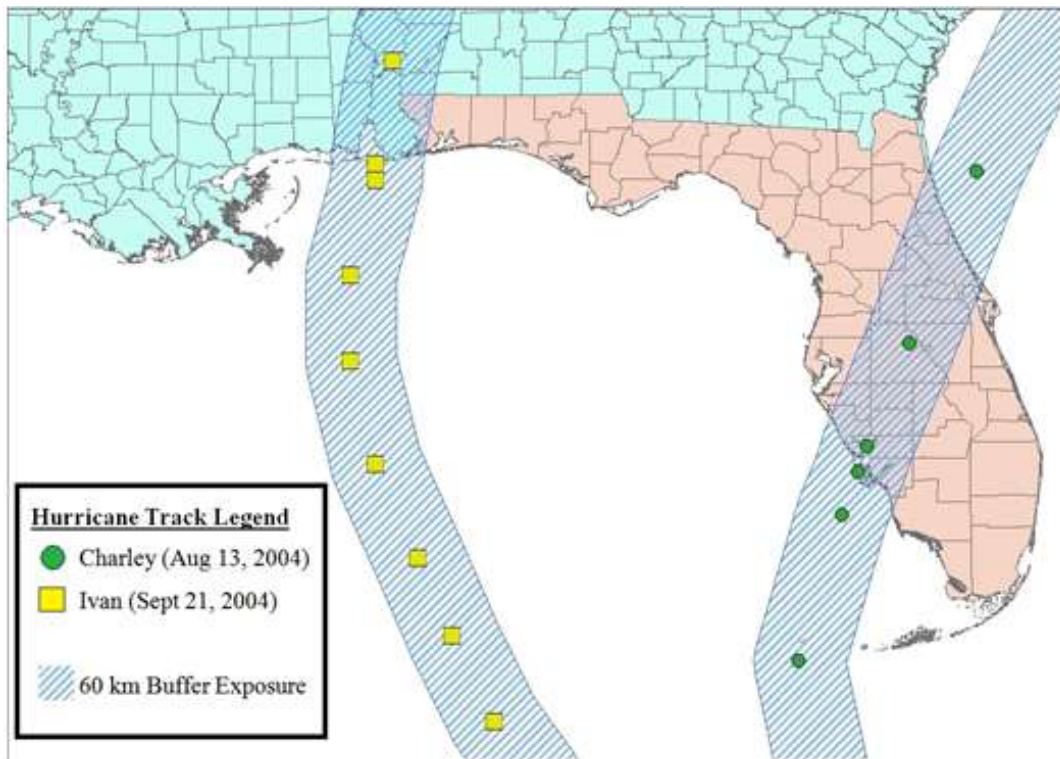 Hurricane Track Legend
Charley (Aug 13, 2004)
Ivan (Sept 21, 2004)
60 km Buffer Exposure